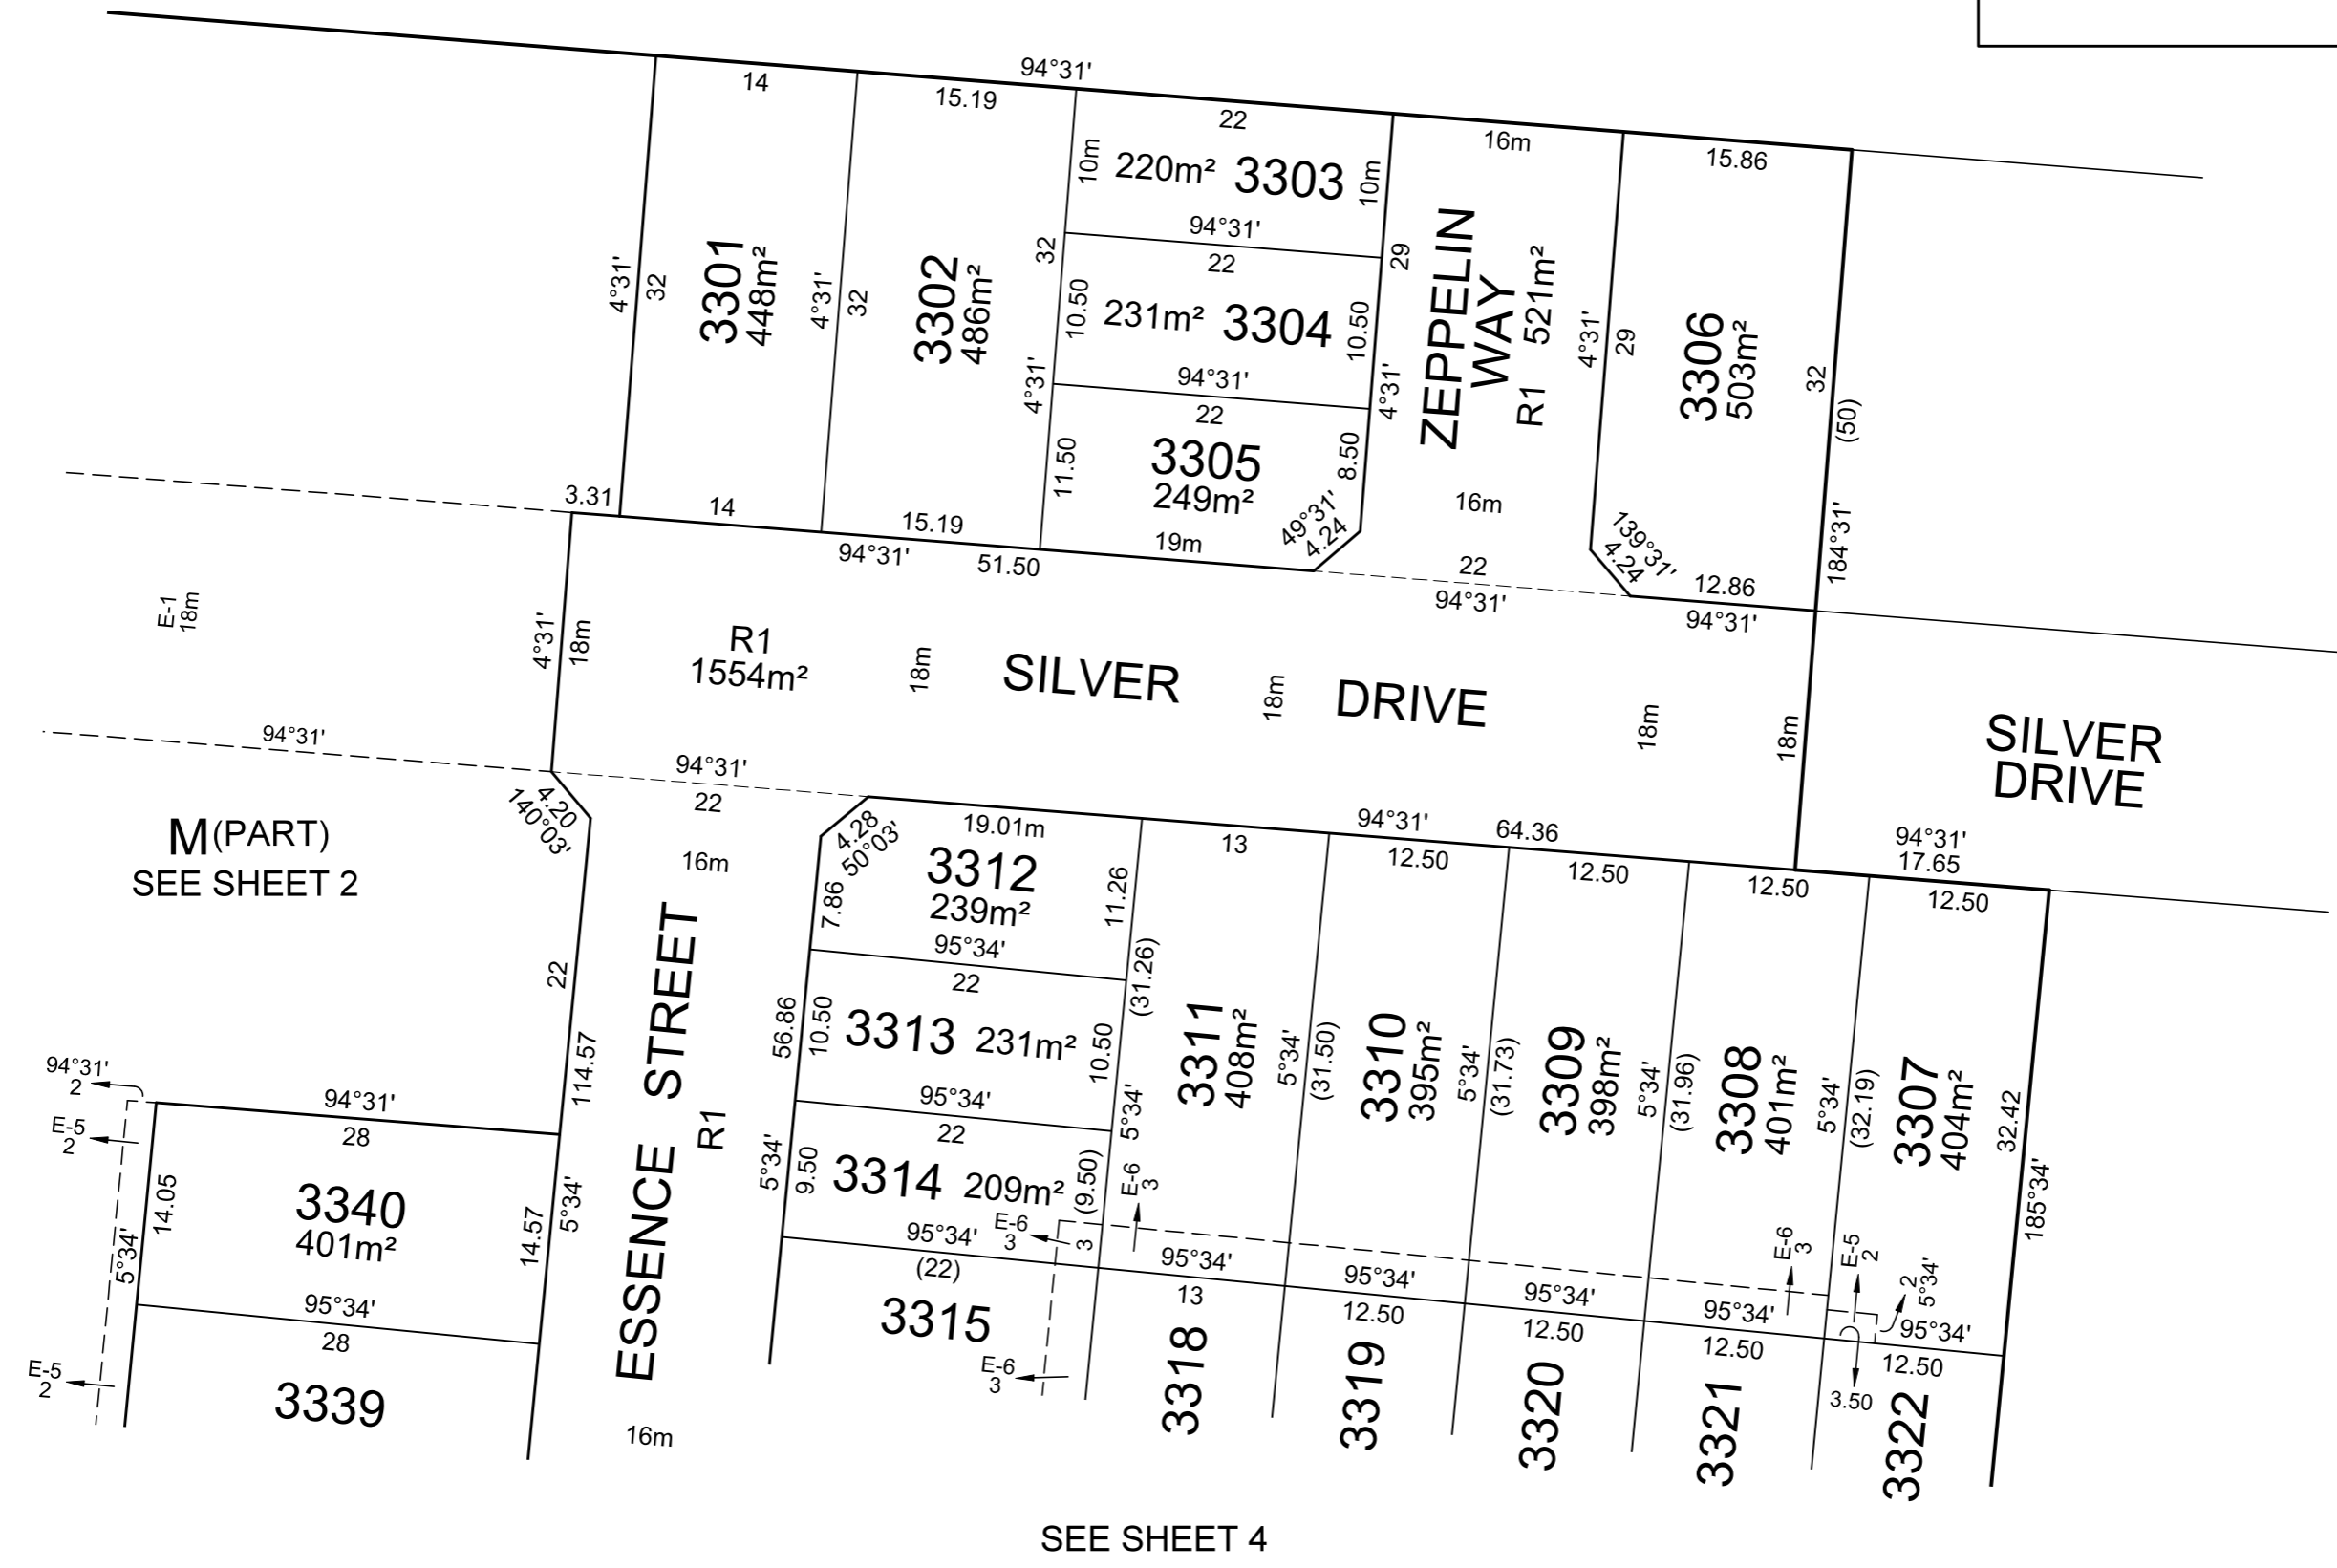 94°31'
14
15.19
22
16m
15.86
4°31'
32
3301
448m²
4°31'
32
3302
486m²
32
4°31'
10m
220m² 3303
10m
94°31'
22
10.50
231m² 3304
10.50
94°31'
22
11.50
3305
249m²
8.50
29
4°31'
49°31'
4.24
19m
ZEPPELIN
WAY
R1 521m²
16m
4°31'
29
3306
503m²
32
(50)
184°31'
139°31'
4.24
12.86
94°31'
3.31
14
15.19
94°31'
51.50
22
94°31'
E-1
18m
4°31'
18m
R1
1554m²
18m
SILVER
18m
DRIVE
18m
18m
SILVER
DRIVE
94°31'
94°31'
22
4.20
140°03'
M (PART)
SEE SHEET 2
16m
4.28
50°03'
19.01m
94°31'
64.36
94°31'
17.65
13
12.50
12.50
12.50
12.50
7.86
3312
239m²
11.26
95°34'
22
(31.26)
56.86
10.50
3313 231m²
10.50
95°34'
22
5°34'
9.50
3314 209m²
(9.50)
5°34'
E-6
3
3
E-6
3
95°34'
(22)
3315
E-6
3
3311
408m²
5°34'
(31.50)
3310
395m²
5°34'
(31.73)
3309
398m²
5°34'
(31.96)
3308
401m²
5°34'
(32.19)
3307
404m²
32.42
185°34'
E-6
3
E-5
2
2
5°34'
95°34'
13
95°34'
12.50
95°34'
12.50
95°34'
12.50
95°34'
12.50
3.50
3318
3319
3320
3321
3322
22
114.57
ESSENCE STREET
R1
16m
94°31'
2
E-5
2
94°31'
28
14.05
3340
401m²
14.57
5°34'
5°34'
95°34'
28
E-5
2
3339
SEE SHEET 4